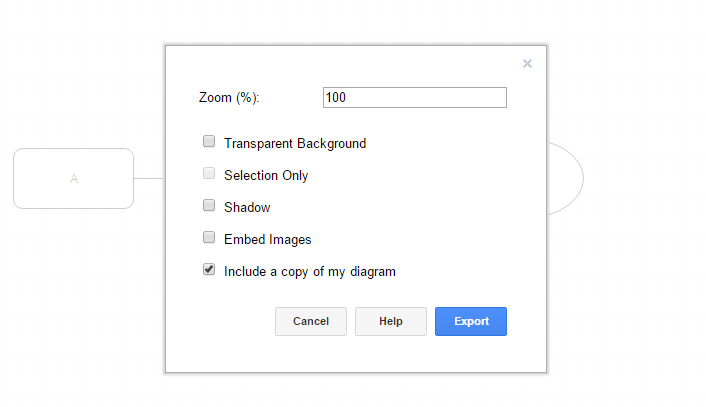 ×
Zoom (%): 100
Transparent Background
A
Selection Only
Shadow
Embed Images
Include a copy of my diagram
Cancel Help Export